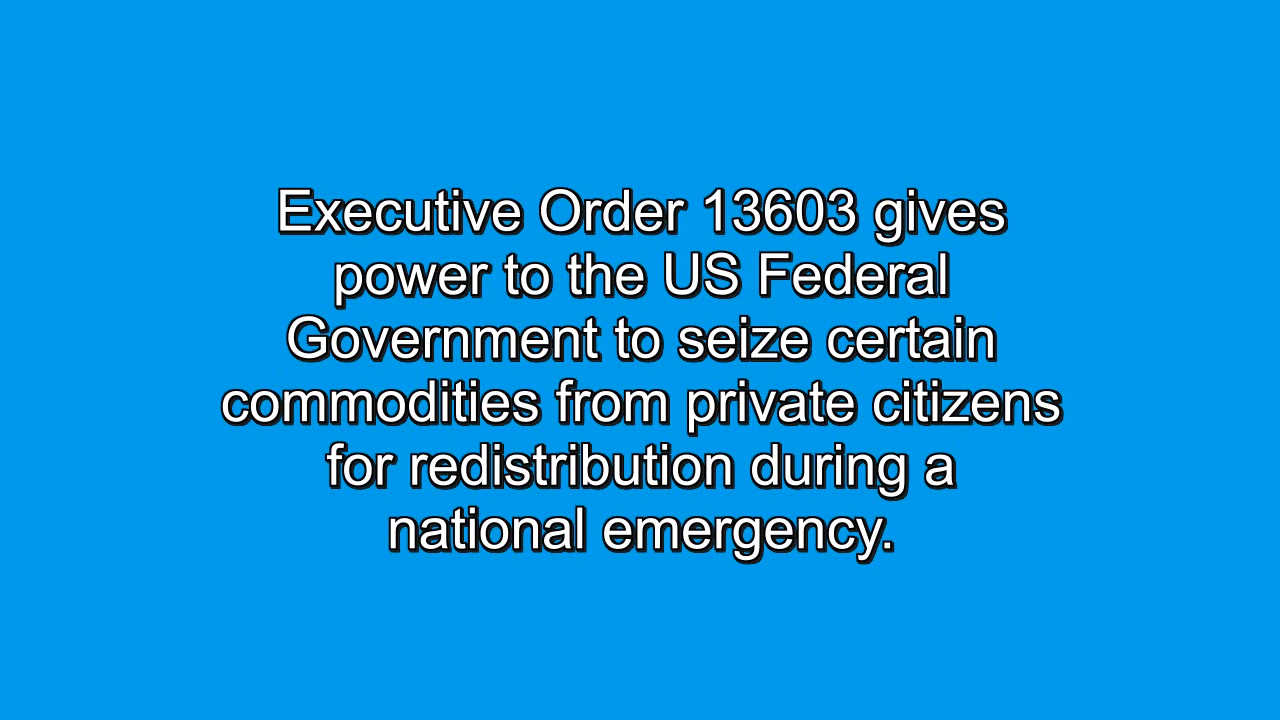 Executive Order 13603 gives
power to the US Federal
Government to seize certain
commodities from private citizens
for redistribution during a
national emergency.